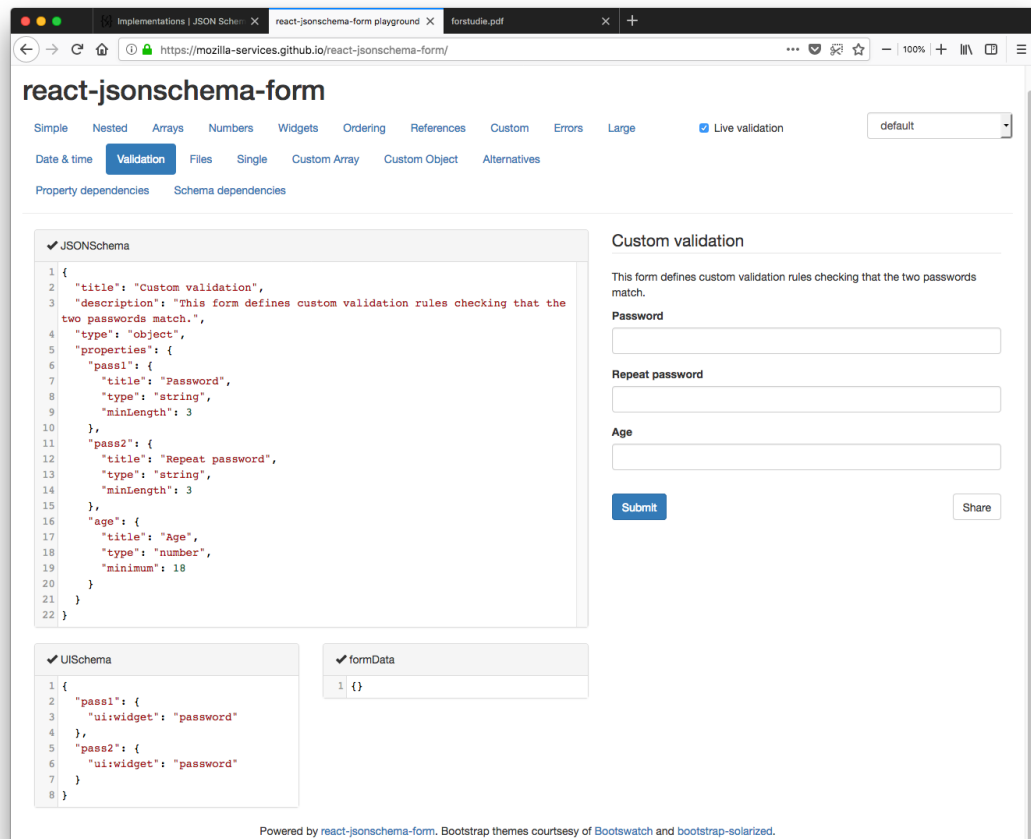 Implementations | JSON Schem
react-jsonschema-form playground
forstudie.pdf
https://mozilla-services.github.io/react-jsonschema-form/
100%
react-jsonschema-form
Simple Nested Arrays Numbers Widgets Ordering References Custom Errors Large
Live validation
default
Date & time Validation Files Single Custom Array Custom Object Alternatives
Property dependencies Schema dependencies
JSONSchema
1 {
2 "title": "Custom validation",
3 "description": "This form defines custom validation rules checking that the
two passwords match.",
4 "type": "object",
5 "properties": {
6 "pass1": {
7 "title": "Password",
8 "type": "string",
9 "minLength": 3
10 },
11 "pass2": {
12 "title": "Repeat password",
13 "type": "string",
14 "minLength": 3
15 },
16 "age": {
17 "title": "Age",
18 "type": "number",
19 "minimum": 18
20 }
21 }
22 }
Custom validation
This form defines custom validation rules checking that the two passwords
match.
Password
Repeat password
Age
Submit
Share
UISchema
1 {
2 "pass1": {
3 "ui:widget": "password"
4 },
5 "pass2": {
6 "ui:widget": "password"
7 }
8 }
formData
1 {}
Powered by react-jsonschema-form. Bootstrap themes courtsesy of Bootswatch and bootstrap-solarized.